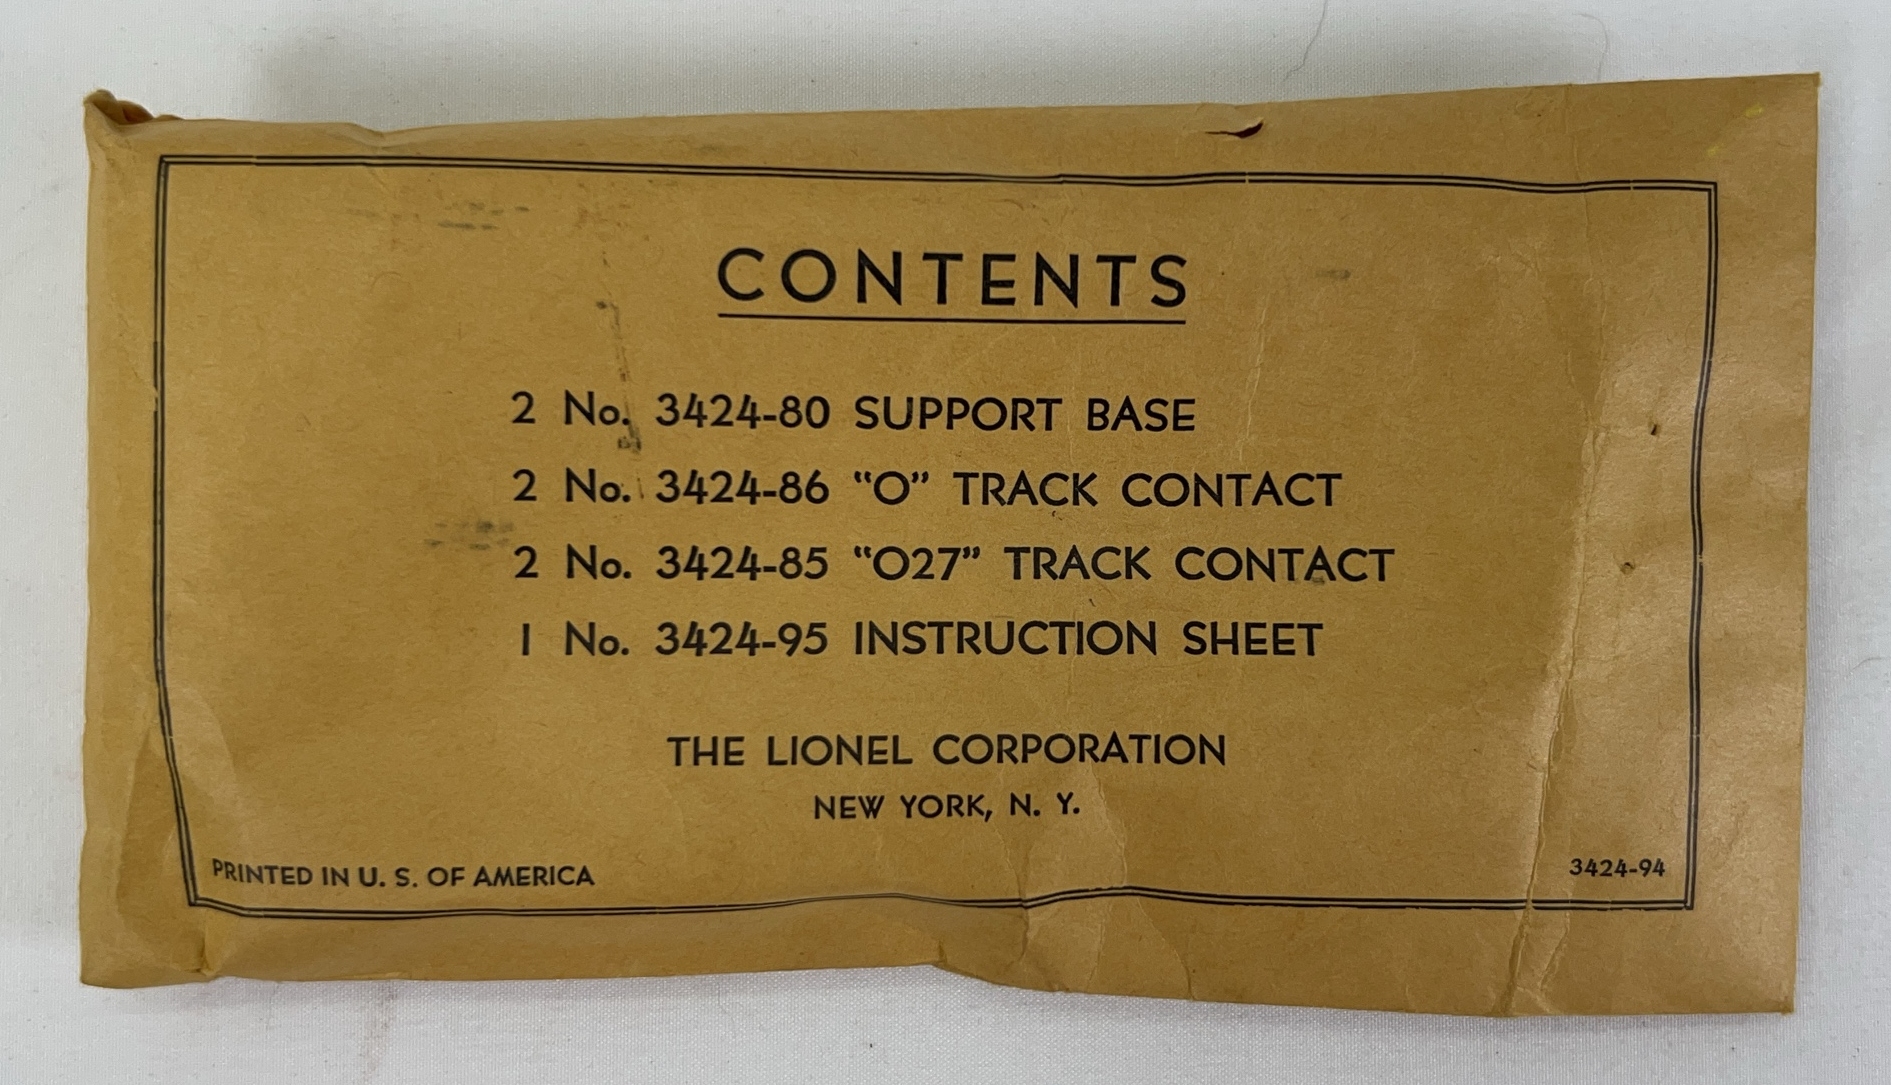 CONTENTS
2 No. 3424-80 SUPPORT BASE
2 No. 3424-86 "O" TRACK CONTACT
2 No. 3424-85 "O27" TRACK CONTACT
1 No. 3424-95 INSTRUCTION SHEET
THE LIONEL CORPORATION
NEW YORK, N. Y.
PRINTED IN U. S. OF AMERICA
3424-94